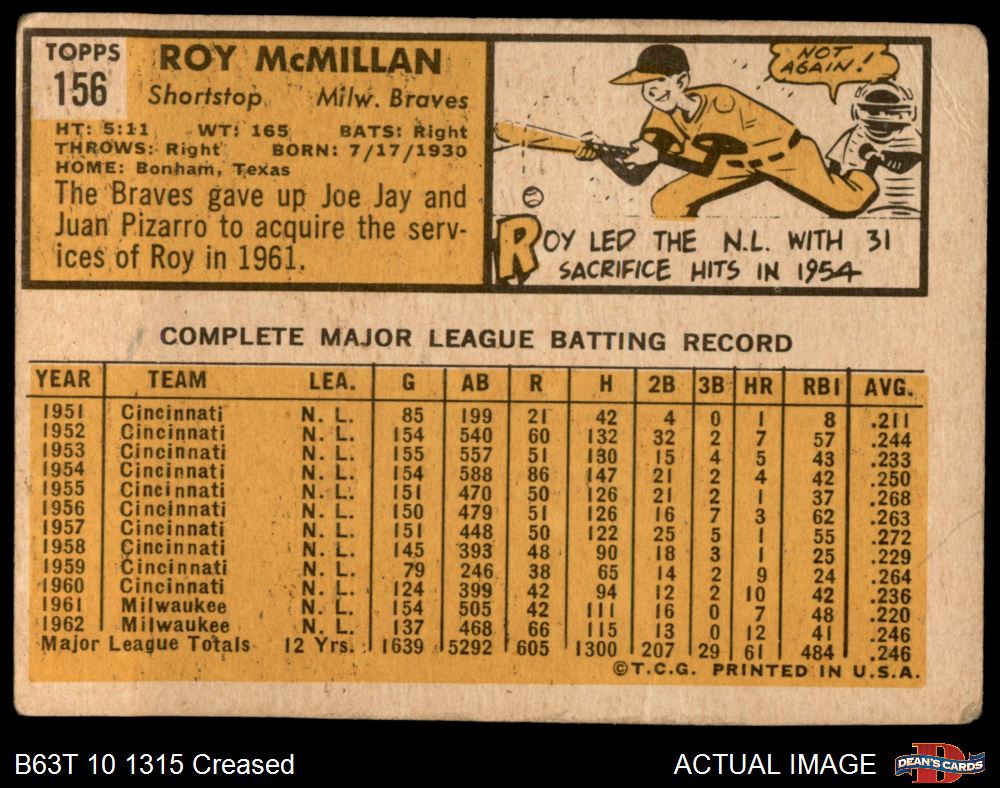 TOPPS
156
ROY McMILLAN
Shortstop Milw. Braves
HT: 5:11 WT: 165 BATS: Right
THROWS: Right BORN: 7/17/1930
HOME: Bonham, Texas
The Braves gave up Joe Jay and
Juan Pizarro to acquire the serv-
ices of Roy in 1961.
NOT
AGAIN!
ROY LED THE N.L. WITH 31
SACRIFICE HITS IN 1954
COMPLETE MAJOR LEAGUE BATTING RECORD
YEAR TEAM LEA. G AB R H 2B 3B HR RBI AVG.
1951 Cincinnati N. L. 85 199 21 42 4 0 1 8 .211
1952 Cincinnati N. L. 154 540 60 132 32 2 7 57 .244
1953 Cincinnati N. L. 155 557 51 130 15 4 5 43 .233
1954 Cincinnati N. L. 154 588 86 147 21 2 4 42 .250
1955 Cincinnati N. L. 151 470 50 126 21 2 1 37 .268
1956 Cincinnati N. L. 150 479 51 126 16 7 3 62 .263
1957 Cincinnati N. L. 151 448 50 122 25 5 1 55 .272
1958 Cincinnati N. L. 145 393 48 90 18 3 1 25 .229
1959 Cincinnati N. L. 79 246 38 65 14 2 9 24 .264
1960 Cincinnati N. L. 124 399 42 94 12 2 10 42 .236
1961 Milwaukee N. L. 154 505 42 111 16 0 7 48 .220
1962 Milwaukee N. L. 137 468 66 115 13 0 12 41 .246
Major League Totals 12 Yrs. 1639 5292 605 1300 207 29 61 484 .246
©T.C.G. PRINTED IN U.S.A.
B63T 10 1315 Creased
ACTUAL IMAGE
DEAN'S CARDS